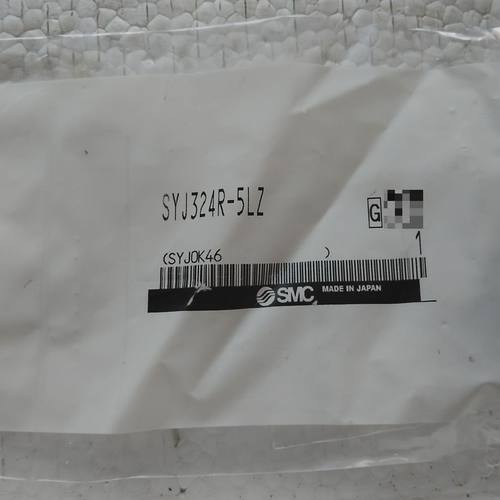 SYJ324R-5LZ
G
1
(SYJOK46 )
SMC MADE IN JAPAN